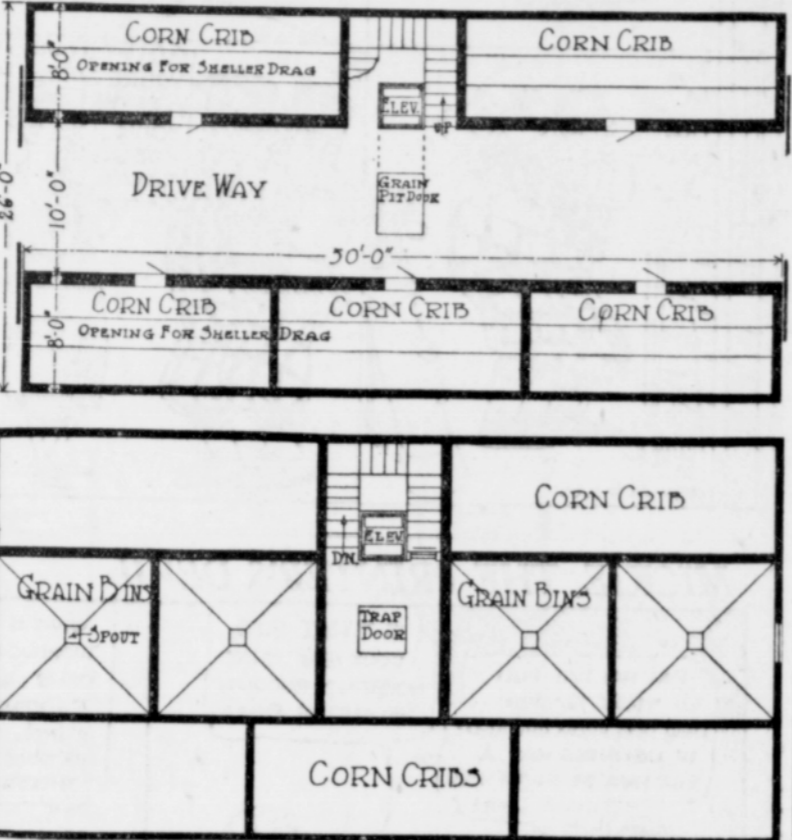 CORN CRIB
OPENING FOR SHELLER DRAG
8'-0"
CORN CRIB
ELEV.
UP
DRIVE WAY
GRAIN
PIT DOOR
26'-0"
10'-0"
50'-0"
CORN CRIB
CORN CRIB
CORN CRIB
OPENING FOR SHELLER DRAG
8'-0"
CORN CRIB
ELEV.
DN.
GRAIN BINS
SPOUT
TRAP
DOOR
GRAIN BINS
CORN CRIBS